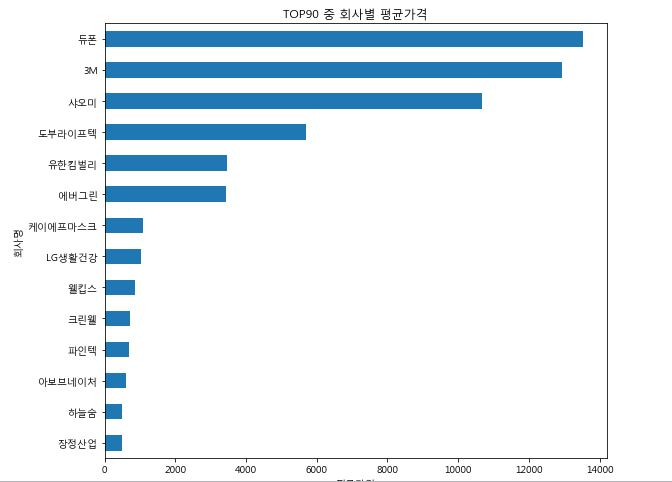 TOP90 중 회사별 평균가격
듀폰
3M
샤오미
도부라이프텍
유한킴벌리
에버그린
케이에프마스크
LG생활건강
웰킵스
크린웰
파인텍
아보브네이처
하늘숨
장정산업
회사명
0 2000 4000 6000 8000 10000 12000 14000